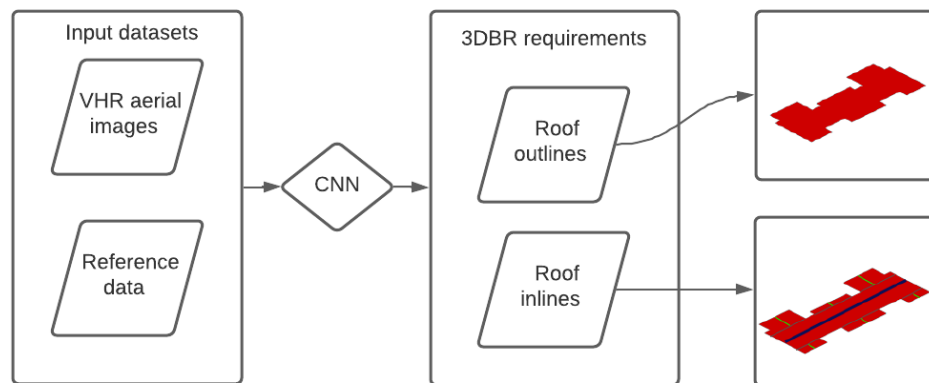 Input datasets
VHR aerial
images
Reference
data
CNN
3DBR requirements
Roof
outlines
Roof
inlines